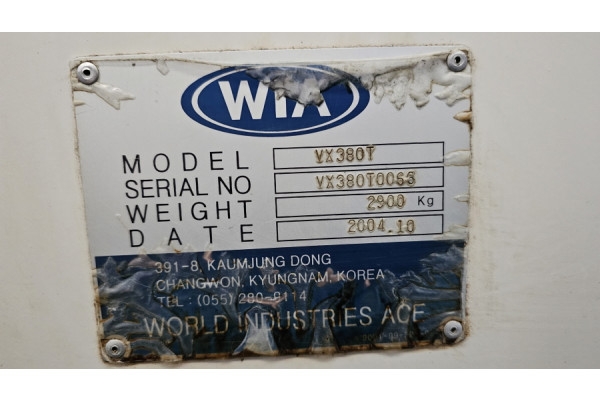 WIA
MODEL VX380T
SERIAL NO VX380T0063
WEIGHT 2900 Kg
DATE 2004.10
391-8, KAUMJUNG DONG
CHANGWON, KYUNGNAM, KOREA
TEL : (055) 280-9114
WORLD INDUSTRIES ACE